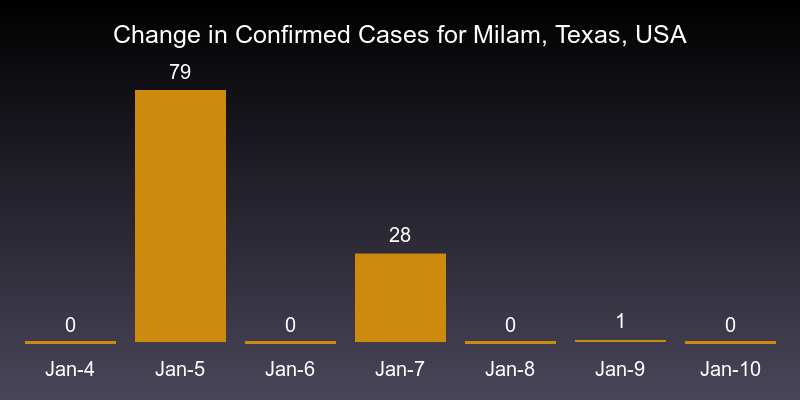 Change in Confirmed Cases for Milam, Texas, USA
79
28
0 0 0 1 0
Jan-4 Jan-5 Jan-6 Jan-7 Jan-8 Jan-9 Jan-10